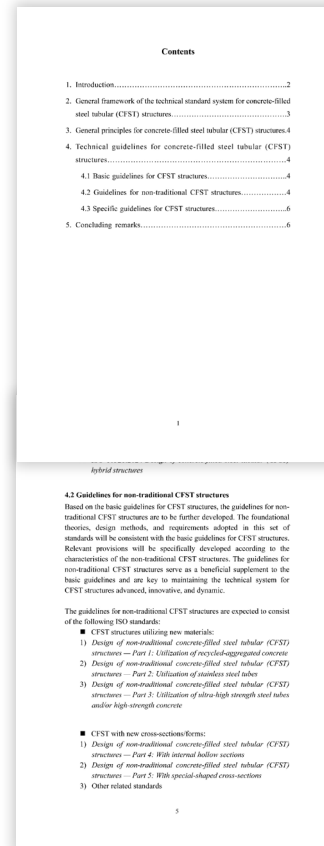 Contents
1. Introduction.....................................................................2
2. General framework of the technical standard system for concrete-filled
steel tubular (CFST) structures...............................................3
3. General principles for concrete-filled steel tubular (CFST) structures.4
4. Technical guidelines for concrete-filled steel tubular (CFST)
structures.......................................................................4
4.1 Basic guidelines for CFST structures...............................4
4.2 Guidelines for non-traditional CFST structures.................4
4.3 Specific guidelines for CFST structures............................6
5. Concluding remarks..........................................................6
1
hybrid structures
4.2 Guidelines for non-traditional CFST structures
Based on the basic guidelines for CFST structures, the guidelines for non-
traditional CFST structures are to be further developed. The foundational
theories, design methods, and requirements adopted in this set of
standards will be consistent with the basic guidelines for CFST structures.
Relevant provisions will be specifically developed according to the
characteristics of the non-traditional CFST structures. The guidelines for
non-traditional CFST structures serve as a beneficial supplement to the
basic guidelines and are key to maintaining the technical system for
CFST structures advanced, innovative, and dynamic.
The guidelines for non-traditional CFST structures are expected to consist
of the following ISO standards:
■ CFST structures utilizing new materials:
1) Design of non-traditional concrete-filled steel tubular (CFST)
structures — Part 1: Utilization of recycled-aggregated concrete
2) Design of non-traditional concrete-filled steel tubular (CFST)
structures — Part 2: Utilization of stainless steel tubes
3) Design of non-traditional concrete-filled steel tubular (CFST)
structures — Part 3: Utilization of ultra-high strength steel tubes
and/or high-strength concrete
■ CFST with new cross-sections/forms:
1) Design of non-traditional concrete-filled steel tubular (CFST)
structures — Part 4: With internal hollow sections
2) Design of non-traditional concrete-filled steel tubular (CFST)
structures — Part 5: With special-shaped cross-sections
3) Other related standards
5